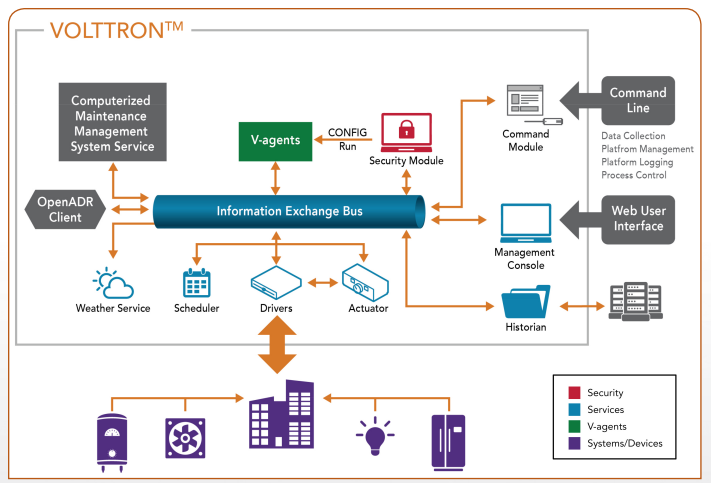 VOLTTRON™
Computerized
Maintenance
Management
System Service
V-agents
CONFIG
Run
Security Module
Command
Module
Command
Line
Data Collection
Platfrom Management
Platform Logging
Process Control
OpenADR
Client
Information Exchange Bus
Web User
Interface
Management
Console
Weather Service
Scheduler
Drivers
Actuator
Historian
Security
Services
V-agents
Systems/Devices